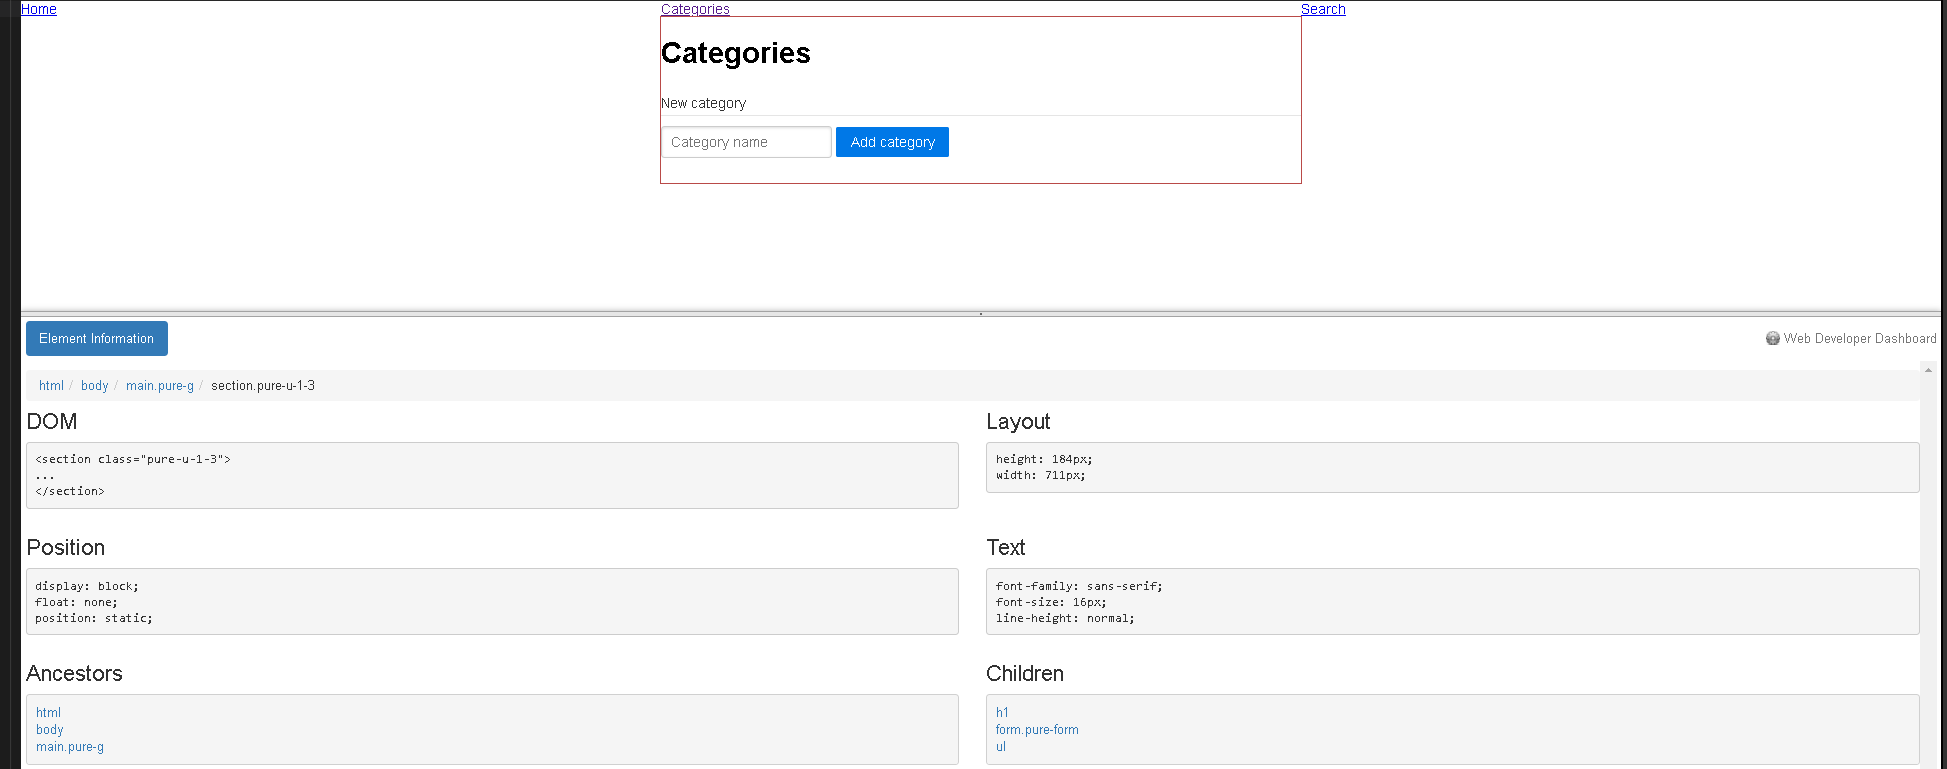 Home Categories Search
Categories
New category
Category name Add category
Element Information
Web Developer Dashboard
html / body / main.pure-g / section.pure-u-1-3
DOM
<section class="pure-u-1-3">
...
</section>
Layout
height: 184px;
width: 711px;
Position
display: block;
float: none;
position: static;
Text
font-family: sans-serif;
font-size: 16px;
line-height: normal;
Ancestors
html
body
main.pure-g
Children
h1
form.pure-form
ul